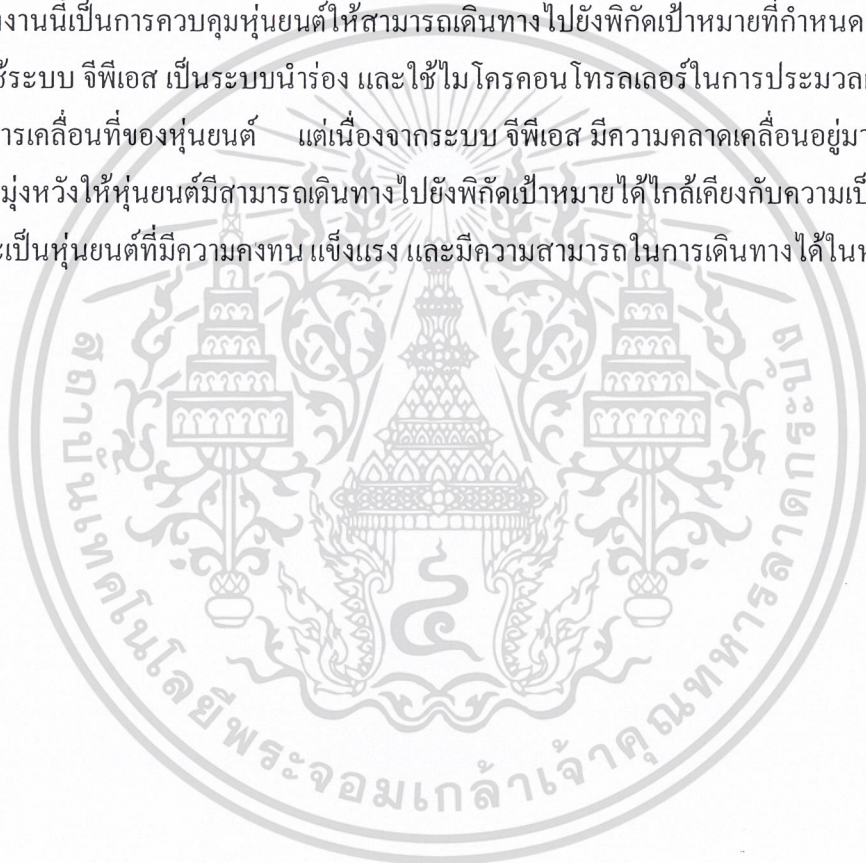 งานนี้เป็นการควบคุมหุ่นยนต์ให้สามารถเดินทางไปยังพิกัดเป้าหมายที่กำหนด
ระบบ จีพีเอส เป็นระบบนำร่อง และใช้ไมโครคอนโทรลเลอร์ในการประมวล
การเคลื่อนที่ของหุ่นยนต์ แต่เนื่องจากระบบ จีพีเอส มีความคลาดเคลื่อนอยู่
มุ่งหวังให้หุ่นยนต์มีสามารถเดินทางไปยังพิกัดเป้าหมายได้ใกล้เคียงกับความ
เป็นหุ่นยนต์ที่มีความคงทน แข็งแรง และมีความสามารถในการเดินทางได้ใน
สถาบันเทคโนโลยีพระจอมเกล้าเจ้าคุณทหารลาดกระบัง
๔